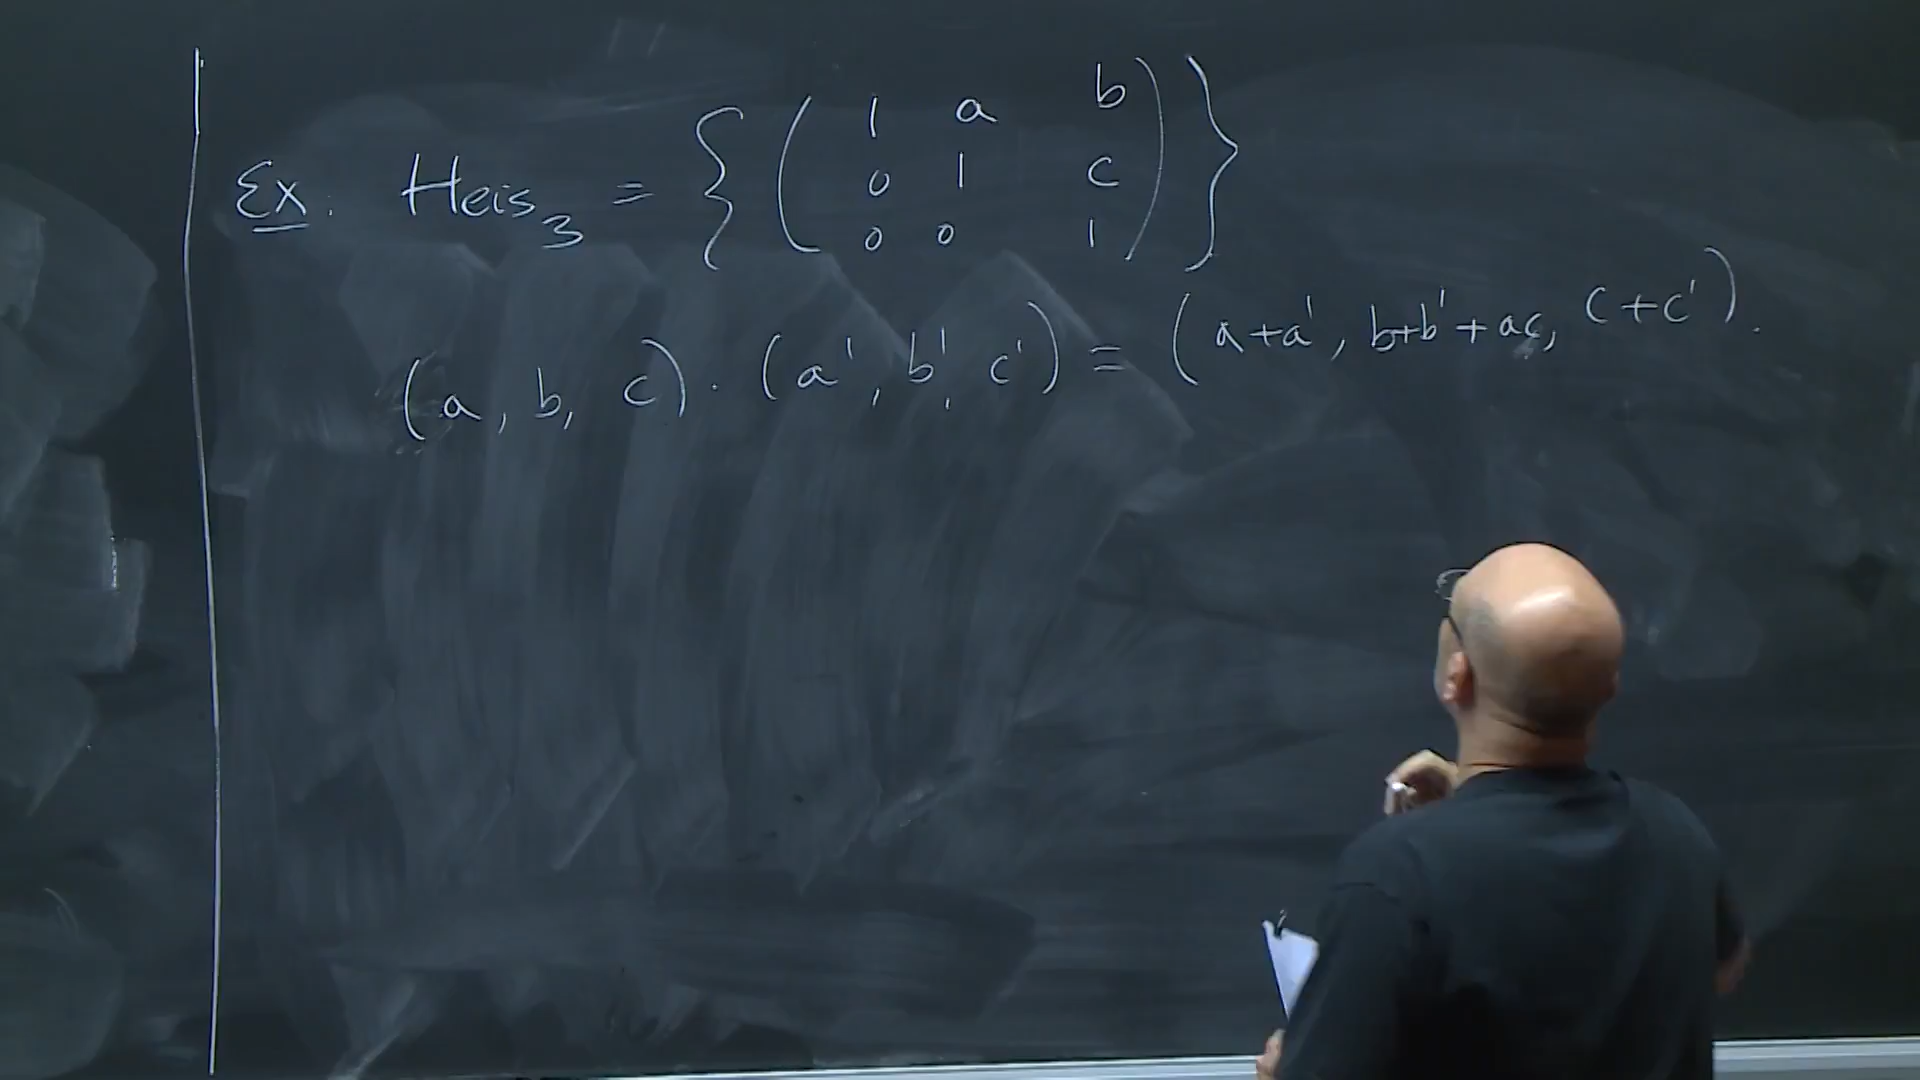 Ex. Heis₃ = { ( 1 a b
0 1 c
0 0 1 ) }
(a, b, c) · (a', b', c') = (a+a', b+b'+ac, c+c').